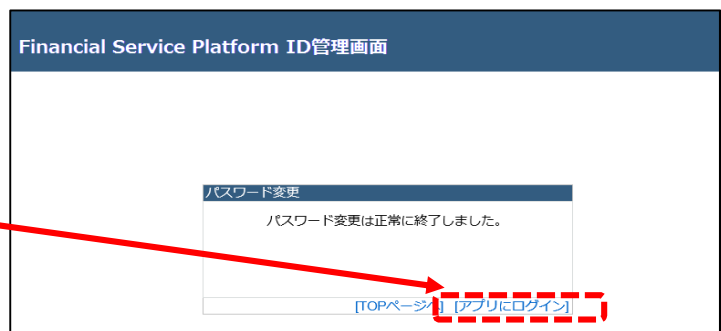 Financial Service Platform ID管理画面
パスワード変更
パスワード変更は正常に終了しました。
[TOPページへ] [アプリにログイン]